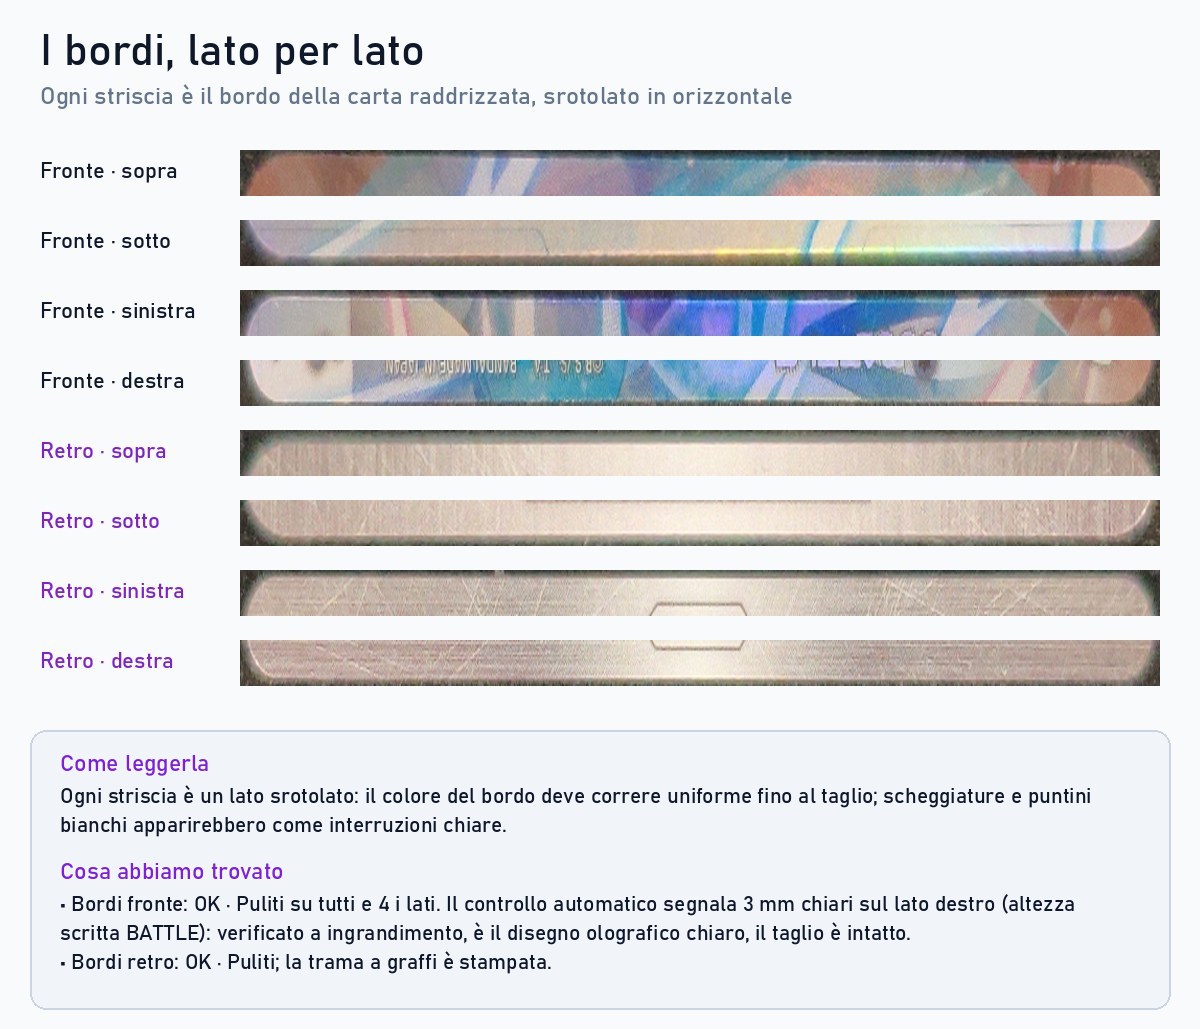 I bordi, lato per lato
Ogni striscia è il bordo della carta raddrizzata, srotolato in orizzontale
Fronte · sopra
Fronte · sotto
Fronte · sinistra
Fronte · destra
BANDAI MADE IN JAPAN
Retro · sopra
Retro · sotto
Retro · sinistra
Retro · destra
Come leggerla
Ogni striscia è un lato srotolato: il colore del bordo deve correre uniforme fino al taglio; scheggiature e puntini
bianchi apparirebbero come interruzioni chiare.
Cosa abbiamo trovato
• Bordi fronte: OK · Puliti su tutti e 4 i lati. Il controllo automatico segnala 3 mm chiari sul lato destro (altezza
scritta BATTLE): verificato a ingrandimento, è il disegno olografico chiaro, il taglio è intatto.
• Bordi retro: OK · Puliti; la trama a graffi è stampata.